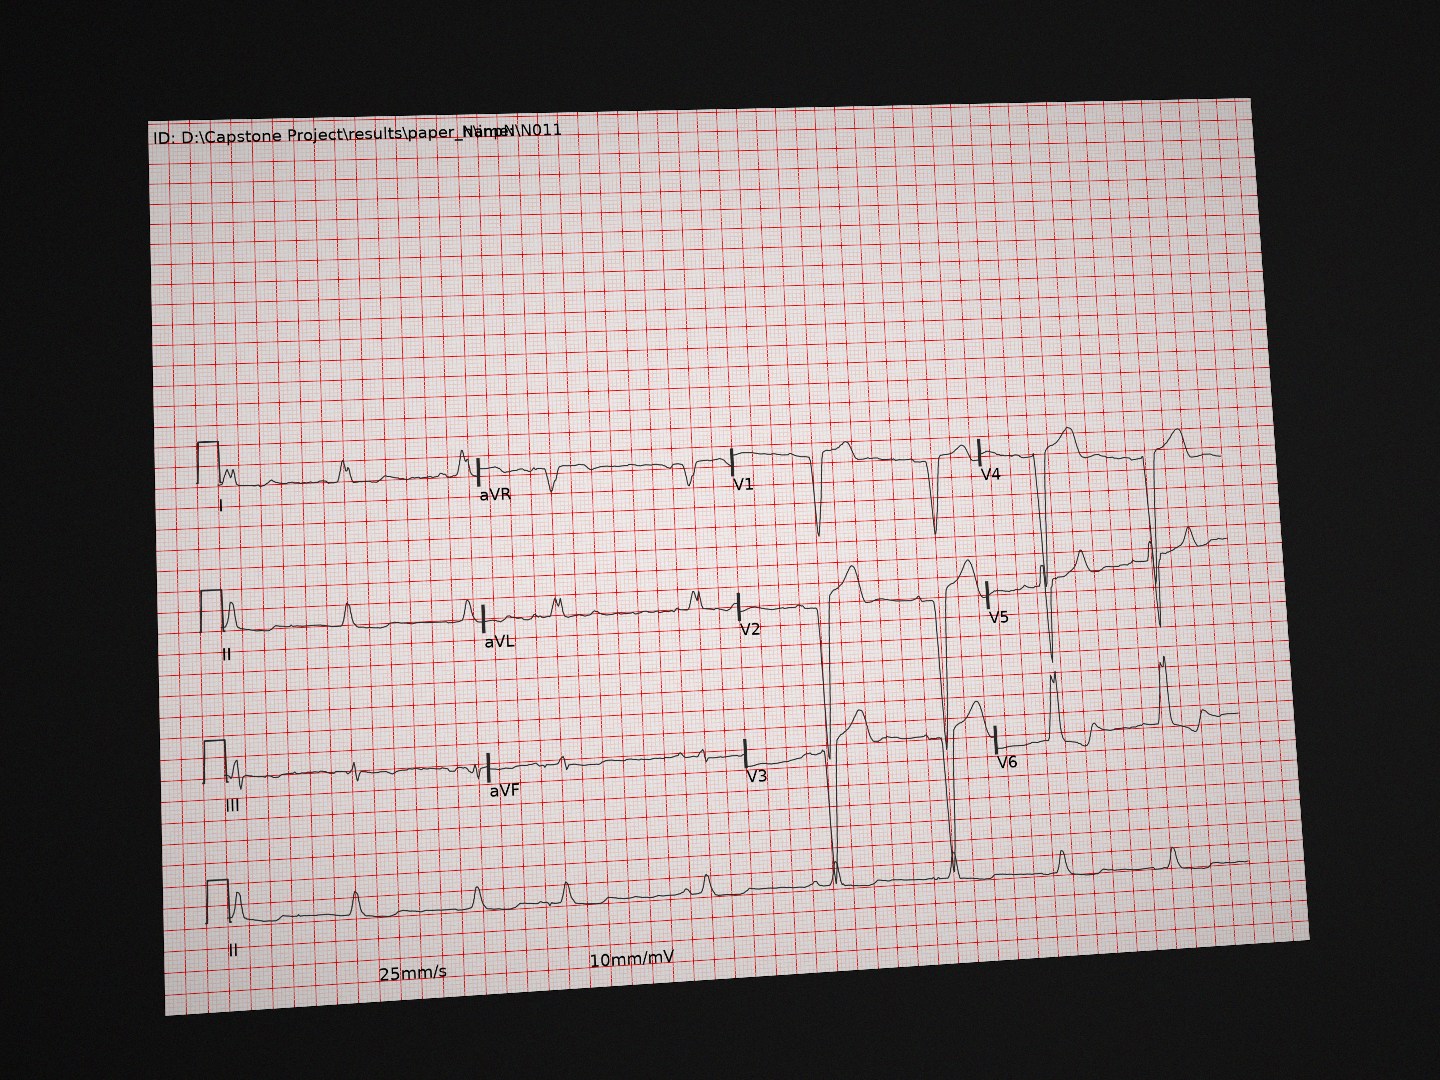 ID: D:\Capstone Project\results\paper_
\N011
I
aVR
V1
V4
II
aVL
V2
V5
III
aVF
V3
V6
II
25mm/s
10mm/mV